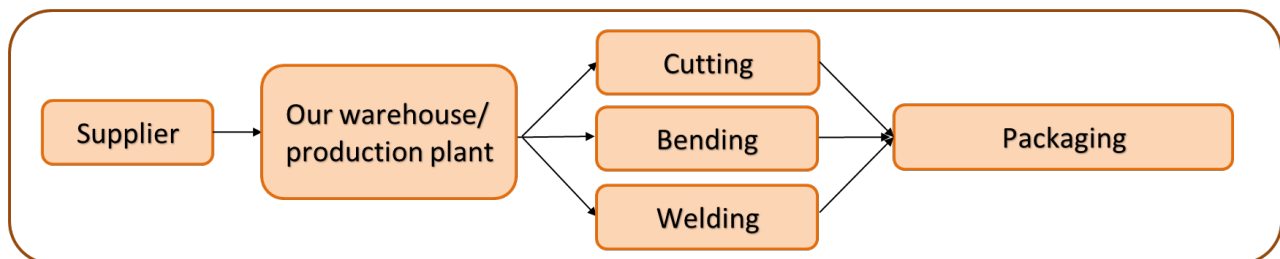 Supplier
Our warehouse/
production plant
Cutting
Bending
Welding
Packaging